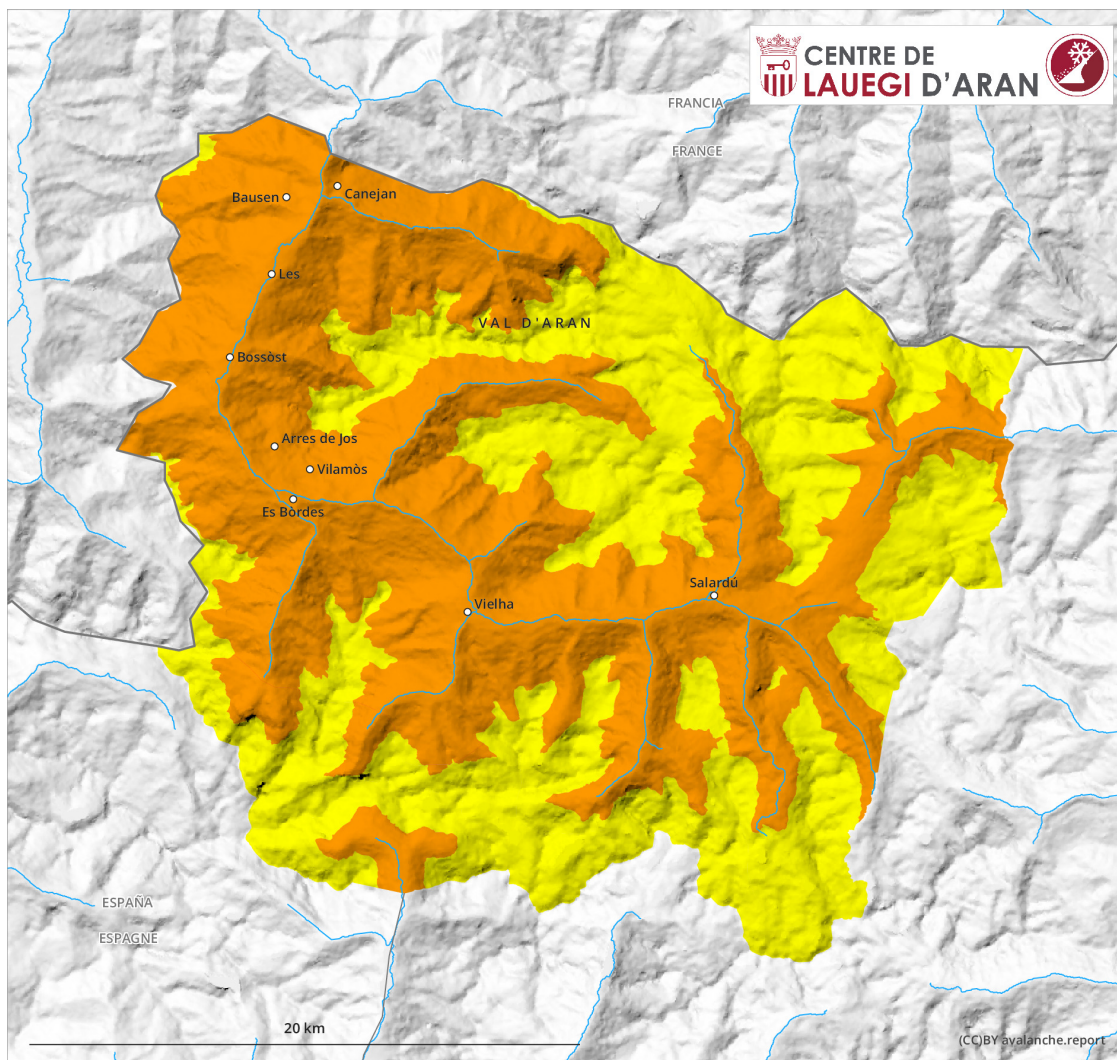 CENTRE DE
LAUEGI D'ARAN
FRANCIA
FRANCE
Bausen
Canejan
Les
VAL D'ARAN
Bossòst
Arres de Jos
Vilamòs
Es Bòrdes
Salardú
Vielha
ESPAÑA
ESPAGNE
20 km
(CC)BY avalanche.report